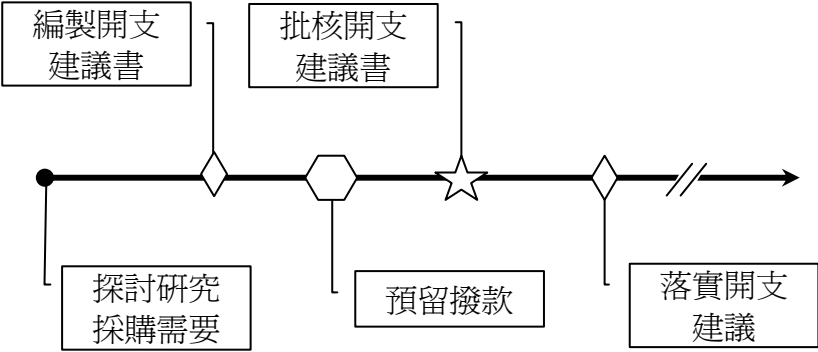 編製開支
建議書
批核開支
建議書
探討研究
採購需要
預留撥款
落實開支
建議